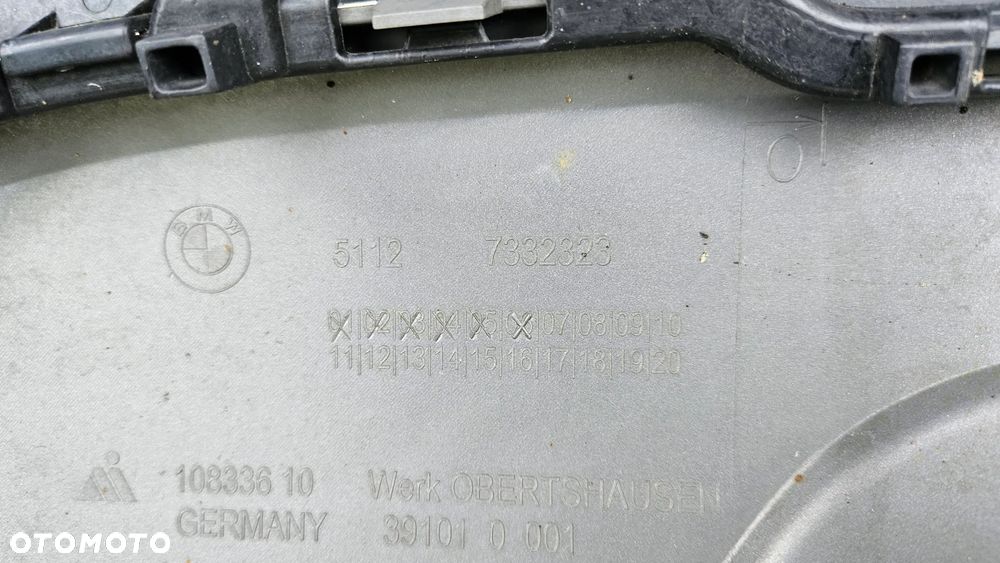 BMW
5112 7332323
01|02|03|04|05|06|07|08|09|10
11|12|13|14|15|16|17|18|19|20
108336 10 Werk OBERTSHAUSEN
GERMANY 39101 0 001
OTOMOTO